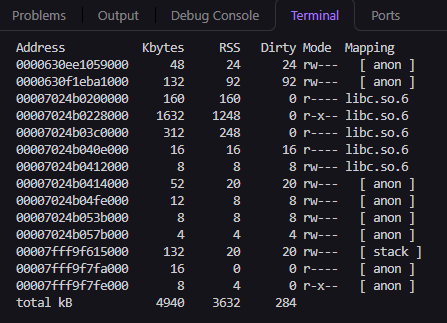 Problems Output Debug Console Terminal Ports
Address Kbytes RSS Dirty Mode Mapping
0000630ee1059000 48 24 24 rw--- [ anon ]
0000630f1eba1000 132 92 92 rw--- [ anon ]
00007024b0200000 160 160 0 r---- libc.so.6
00007024b0228000 1632 1248 0 r-x-- libc.so.6
00007024b03c0000 312 248 0 r---- libc.so.6
00007024b040e000 16 16 16 r---- libc.so.6
00007024b0412000 8 8 8 rw--- libc.so.6
00007024b0414000 52 20 20 rw--- [ anon ]
00007024b04fe000 12 8 8 rw--- [ anon ]
00007024b053b000 8 8 8 rw--- [ anon ]
00007024b057b000 4 4 4 rw--- [ anon ]
00007fff9f615000 132 20 20 rw--- [ stack ]
00007fff9f7fa000 16 0 0 r---- [ anon ]
00007fff9f7fe000 8 4 0 r-x-- [ anon ]
total kB 4940 3632 284